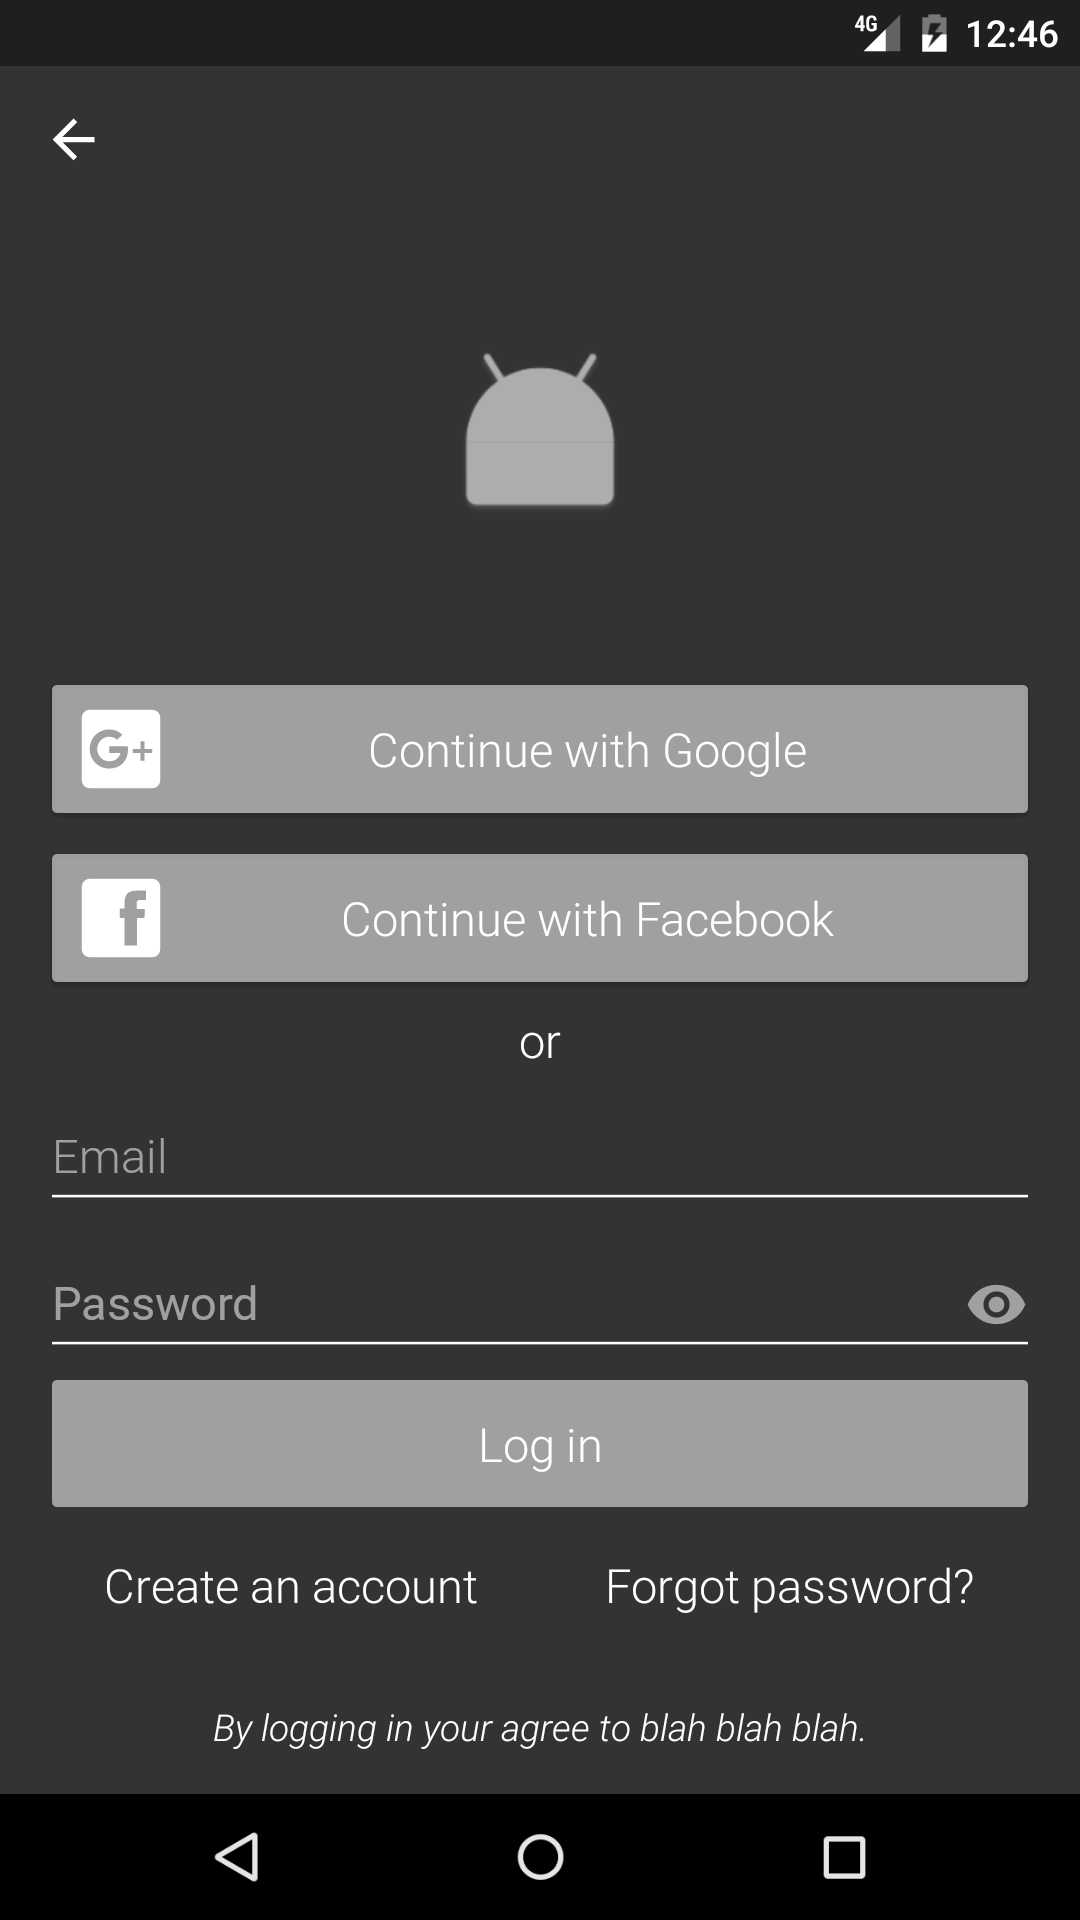 4G 12:46
G+ Continue with Google
f Continue with Facebook
or
Email
Password
Log in
Create an account Forgot password?
By logging in your agree to blah blah blah.